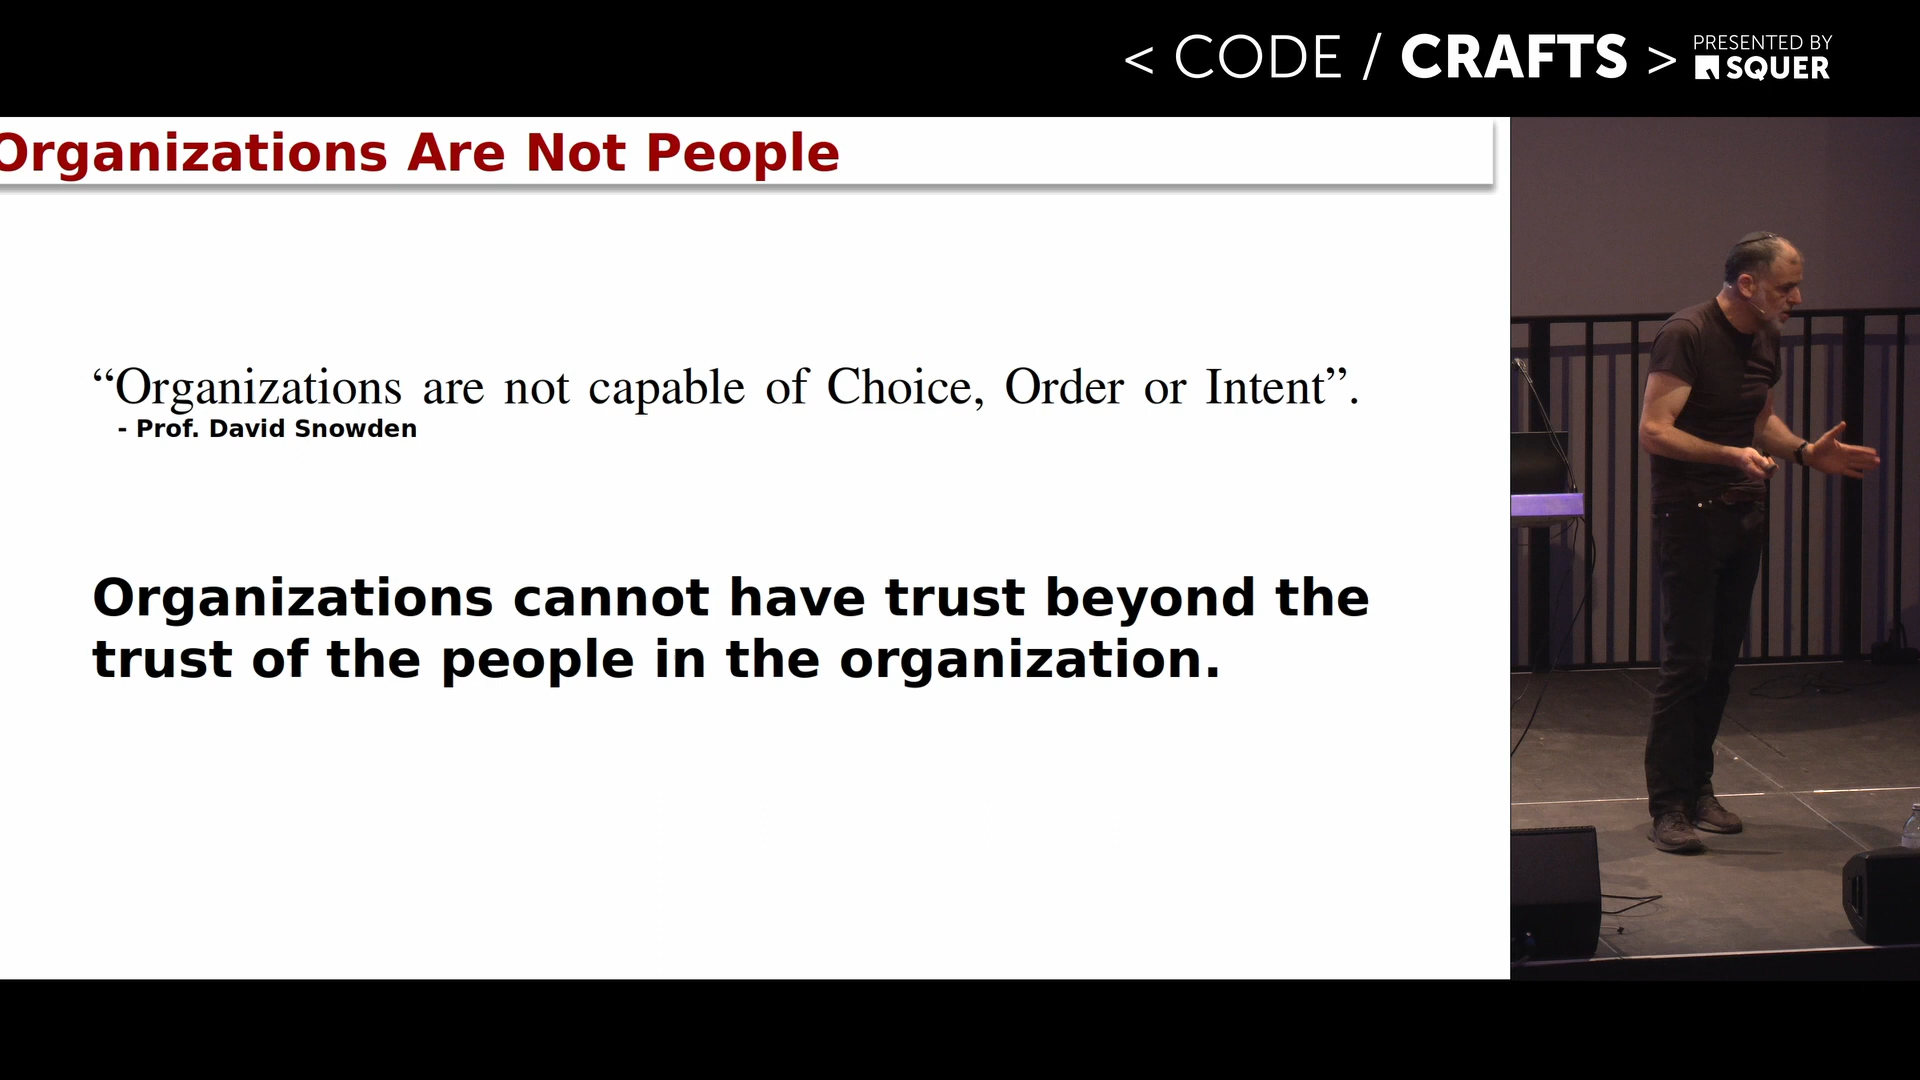 < CODE / CRAFTS >
PRESENTED BY
SQUER
Organizations Are Not People
“Organizations are not capable of Choice, Order or Intent”.
- Prof. David Snowden
Organizations cannot have trust beyond the
trust of the people in the organization.